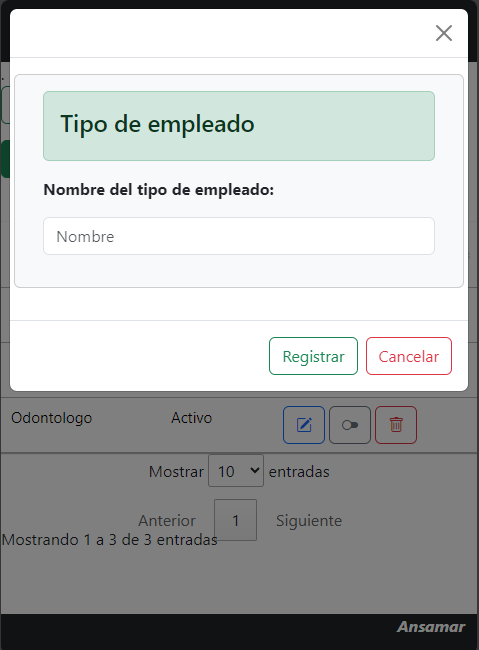 Tipo de empleado
Nombre del tipo de empleado:
Nombre
Registrar Cancelar
Odontologo Activo
Mostrar 10 entradas
Anterior 1 Siguiente
Mostrando 1 a 3 de 3 entradas
Ansamar